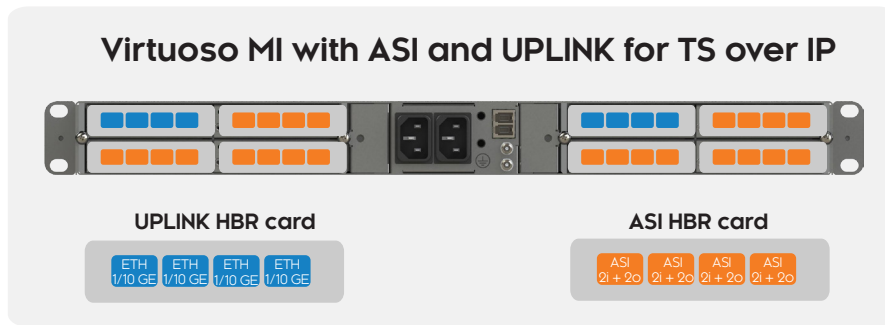 Virtuoso MI with ASI and UPLINK for TS over IP
UPLINK HBR card
ASI HBR card
ETH ETH ETH ETH
1/10 GE 1/10 GE 1/10 GE 1/10 GE
ASI ASI ASI ASI
2i + 2o 2i + 2o 2i + 2o 2i + 2o